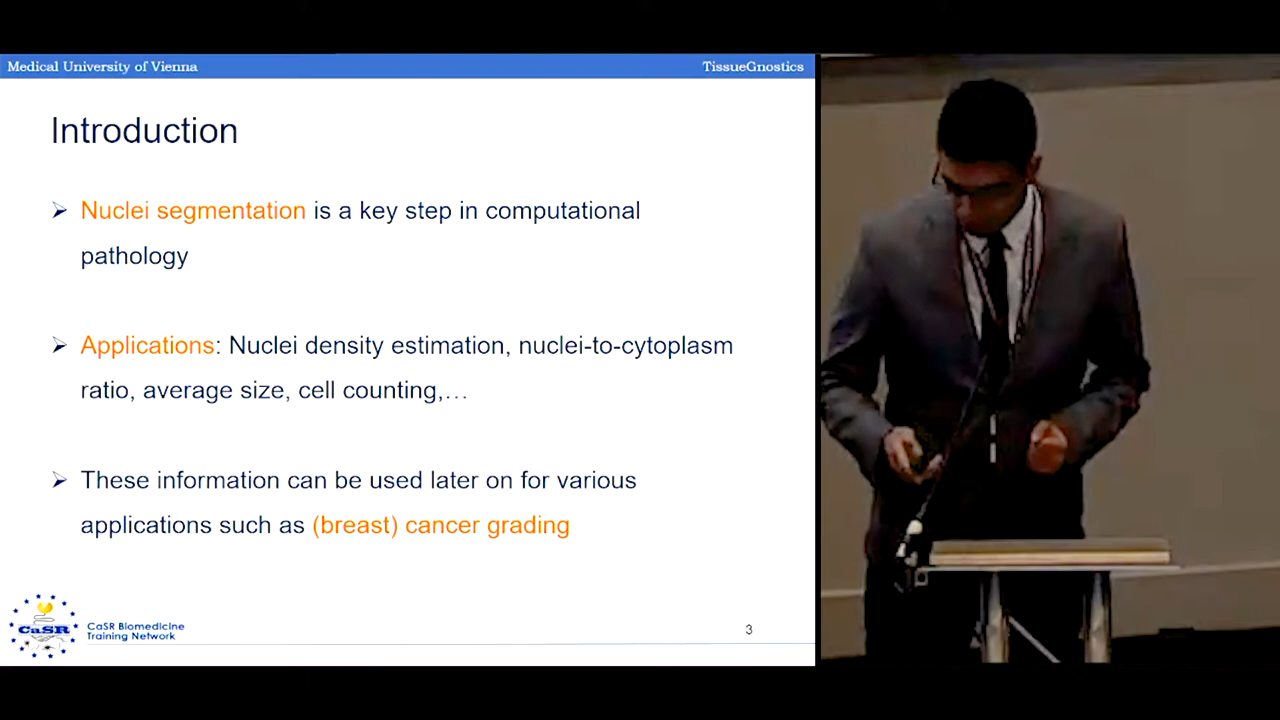 Medical University of Vienna
TissueGnostics
Introduction
Nuclei segmentation is a key step in computational
pathology
Applications: Nuclei density estimation, nuclei-to-cytoplasm
ratio, average size, cell counting,…
These information can be used later on for various
applications such as (breast) cancer grading
CaSR
CaSR Biomedicine
Training Network
3